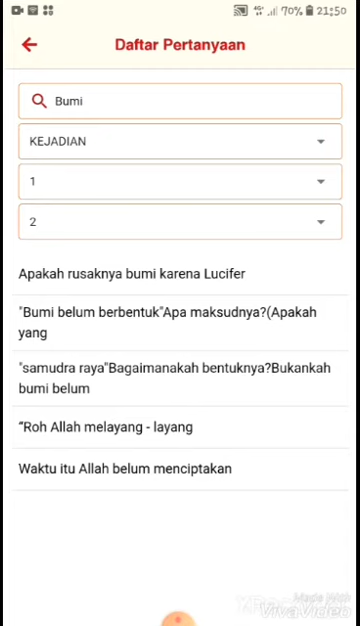 70% 21:50
Daftar Pertanyaan
Bumi
KEJADIAN
1
2
Apakah rusaknya bumi karena Lucifer
"Bumi belum berbentuk"Apa maksudnya?(Apakah
yang
"samudra raya"Bagaimanakah bentuknya?Bukankah
bumi belum
"Roh Allah melayang - layang
Waktu itu Allah belum menciptakan
Made With
VivaVideo